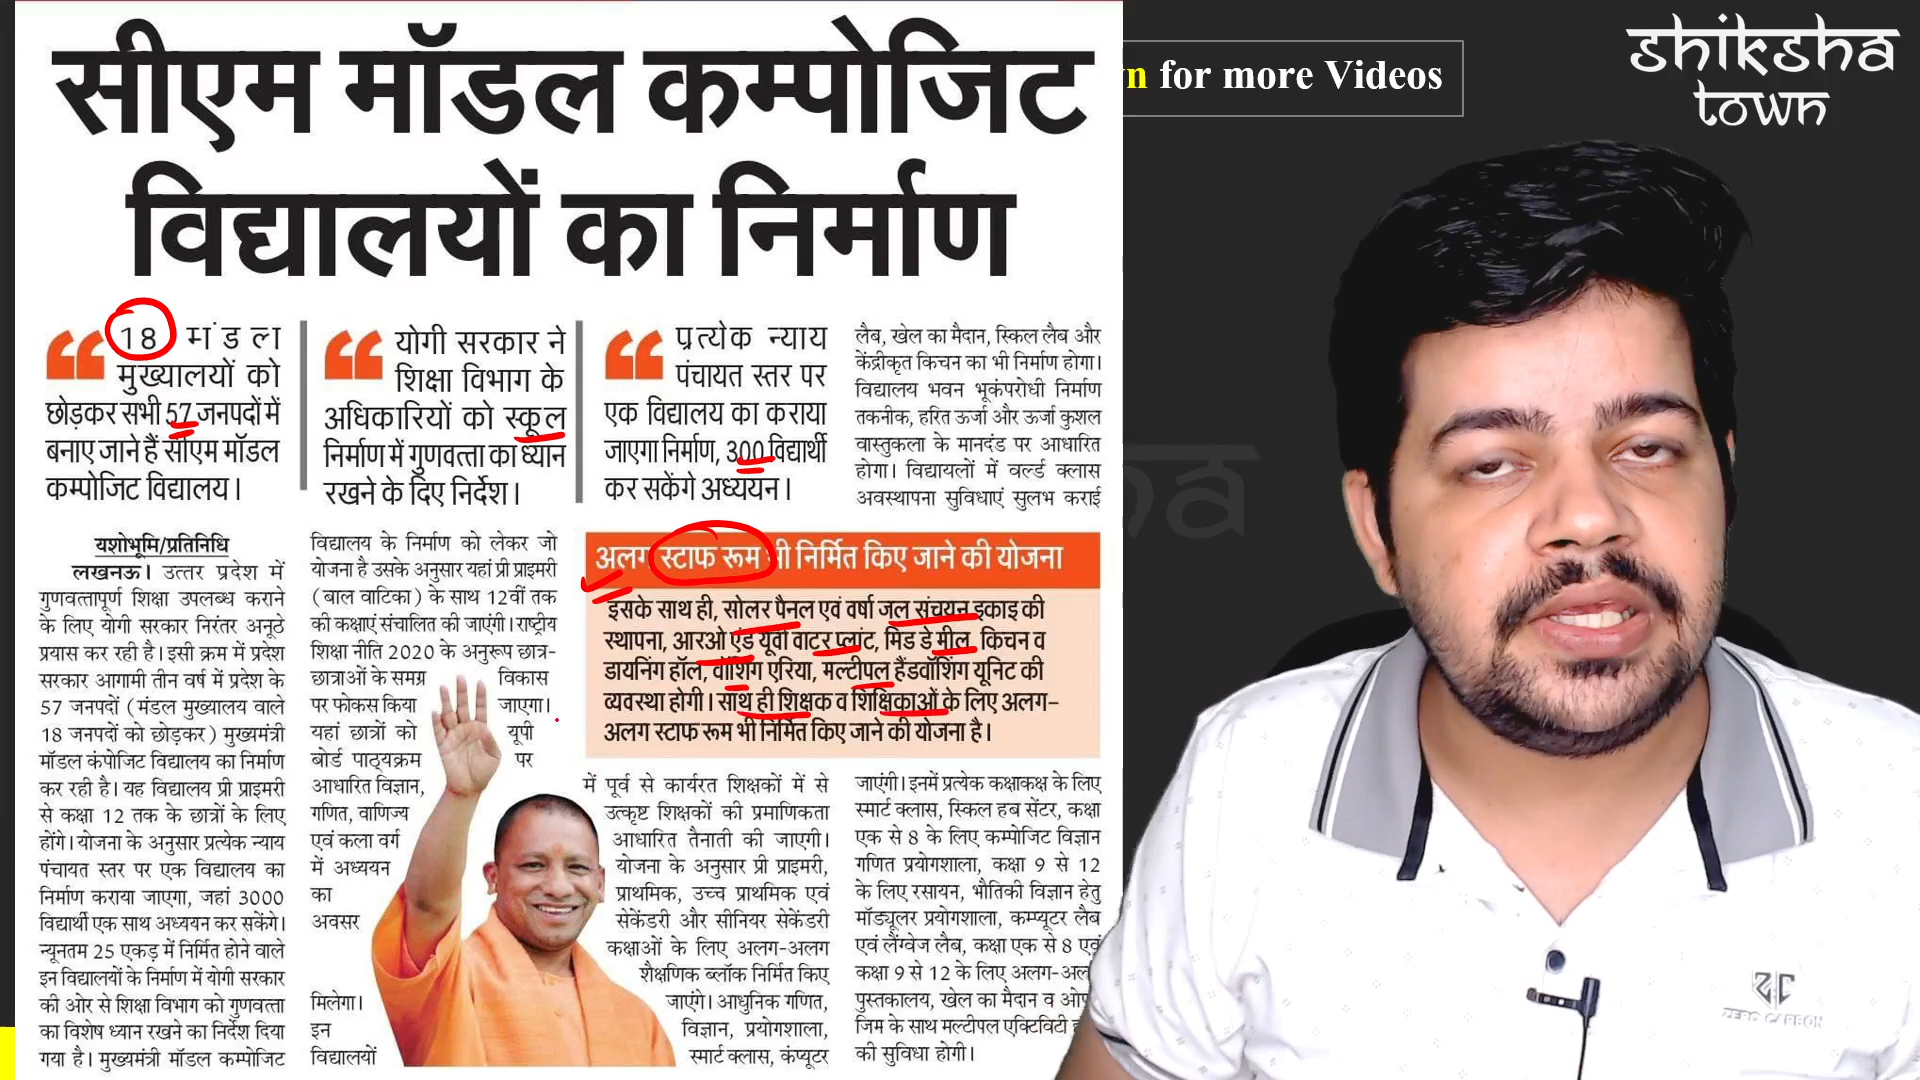 सीएम मॉडल कम्पोजिट
विद्यालयों का निर्माण
18 मंडल
मुख्यालयों को
छोड़कर सभी 57 जनपदों में
बनाए जाने हैं सीएम मॉडल
कम्पोजिट विद्यालय।
योगी सरकार ने
शिक्षा विभाग के
अधिकारियों को स्कूल
निर्माण में गुणवत्ता का ध्यान
रखने के दिए निर्देश।
प्रत्येक न्याय
पंचायत स्तर पर
एक विद्यालय का कराया
जाएगा निर्माण, 300 विद्यार्थी
कर सकेंगे अध्ययन।
यशोभूमि/प्रतिनिधि
लखनऊ। उत्तर प्रदेश में
गुणवत्तापूर्ण शिक्षा उपलब्ध कराने
के लिए योगी सरकार निरंतर अनूठे
प्रयास कर रही है। इसी क्रम में प्रदेश
सरकार आगामी तीन वर्ष में प्रदेश के
57 जनपदों (मंडल मुख्यालय वाले
18 जनपदों को छोड़कर) मुख्यमंत्री
मॉडल कंपोजिट विद्यालय का निर्माण
कर रही है। यह विद्यालय प्री प्राइमरी
से कक्षा 12 तक के छात्रों के लिए
होंगे। योजना के अनुसार प्रत्येक न्याय
पंचायत स्तर पर एक विद्यालय का
निर्माण कराया जाएगा, जहां 3000
विद्यार्थी एक साथ अध्ययन कर सकेंगे।
न्यूनतम 25 एकड़ में निर्मित होने वाले
इन विद्यालयों के निर्माण में योगी सरकार
की ओर से शिक्षा विभाग को गुणवत्ता
का विशेष ध्यान रखने का निर्देश दिया
गया है। मुख्यमंत्री मॉडल कम्पोजिट
विद्यालय के निर्माण को लेकर जो
योजना है उसके अनुसार यहां प्री प्राइमरी
(बाल वाटिका) के साथ 12वीं तक
की कक्षाएं संचालित की जाएंगी। राष्ट्रीय
शिक्षा नीति 2020 के अनुरूप छात्र-
छात्राओं के समग्र विकास
पर फोकस किया जाएगा।
यहां छात्रों को यूपी
बोर्ड पाठ्यक्रम पर
आधारित विज्ञान,
गणित, वाणिज्य
एवं कला वर्ग
में अध्ययन
का
अवसर
मिलेगा।
इन
विद्यालयों
में पूर्व से कार्यरत शिक्षकों में से
उत्कृष्ट शिक्षकों की प्रमाणिकता
आधारित तैनाती की जाएगी।
योजना के अनुसार प्री प्राइमरी,
प्राथमिक, उच्च प्राथमिक एवं
सेकेंडरी और सीनियर सेकेंडरी
कक्षाओं के लिए अलग-अलग
शैक्षणिक ब्लॉक निर्मित किए
जाएंगे। आधुनिक गणित,
विज्ञान, प्रयोगशाला,
स्मार्ट क्लास, कंप्यूटर
लैब, खेल का मैदान, स्किल लैब और
केंद्रीकृत किचन का भी निर्माण होगा।
विद्यालय भवन भूकंपरोधी निर्माण
तकनीक, हरित ऊर्जा और ऊर्जा कुशल
वास्तुकला के मानदंड पर आधारित
होगा। विद्यायलों में वर्ल्ड क्लास
अवस्थापना सुविधाएं सुलभ कराई
जाएंगी। इनमें प्रत्येक कक्षाकक्ष के लिए
स्मार्ट क्लास, स्किल हब सेंटर, कक्षा
एक से 8 के लिए कम्पोजिट विज्ञान
गणित प्रयोगशाला, कक्षा 9 से 12
के लिए रसायन, भौतिकी विज्ञान हेतु
मॉड्यूलर प्रयोगशाला, कम्प्यूटर लैब
एवं लैंग्वेज लैब, कक्षा एक से 8 एवं
कक्षा 9 से 12 के लिए अलग-
पुस्तकालय, खेल का मैदान व
जिम के साथ मल्टीपल एक्टिविटी
की सुविधा होगी।
अलग स्टाफ रूम भी निर्मित किए जाने की योजना
इसके साथ ही, सोलर पैनल एवं वर्षा जल संचयन इकाइ की
स्थापना, आरओ एंड यूवी वाटर प्लांट, मिड डे मील, किचन व
डायनिंग हॉल, वॉशिंग एरिया, मल्टीपल हैंडवॉशिंग यूनिट की
व्यवस्था होगी। साथ ही शिक्षक व शिक्षिकाओं के लिए अलग-
अलग स्टाफ रूम भी निर्मित किए जाने की योजना है।
for more Videos
shiksha
town
ZERO CARBON